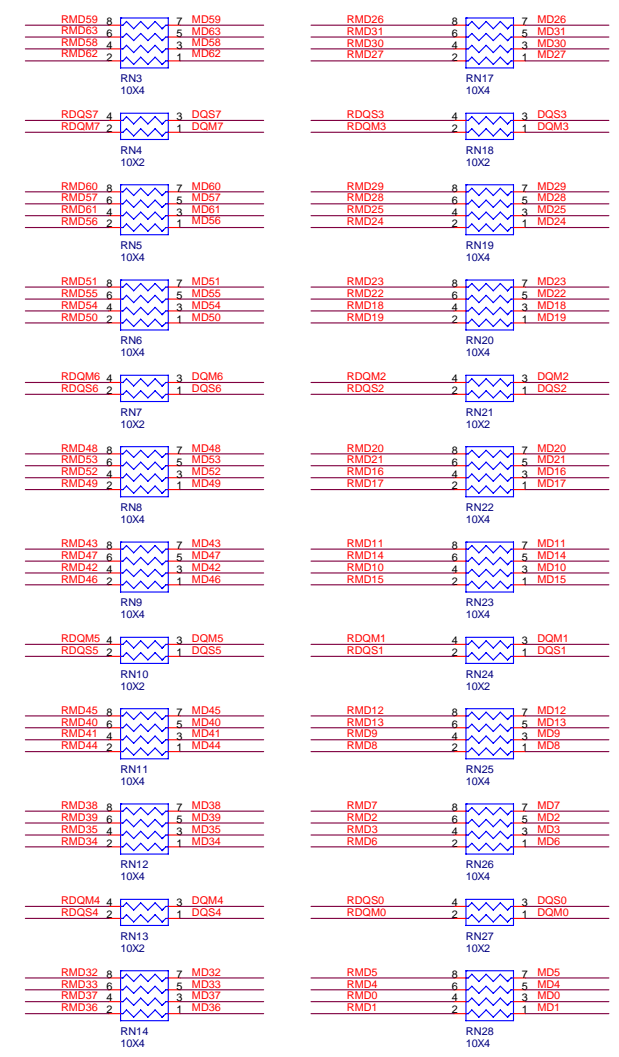 RMD59 8 7 MD59
RMD63 6 5 MD63
RMD58 4 3 MD58
RMD62 2 1 MD62
RN3
10X4
RDQS7 4 3 DQS7
RDQM7 2 1 DQM7
RN4
10X2
RMD60 8 7 MD60
RMD57 6 5 MD57
RMD61 4 3 MD61
RMD56 2 1 MD56
RN5
10X4
RMD51 8 7 MD51
RMD55 6 5 MD55
RMD54 4 3 MD54
RMD50 2 1 MD50
RN6
10X4
RDQM6 4 3 DQM6
RDQS6 2 1 DQS6
RN7
10X2
RMD48 8 7 MD48
RMD53 6 5 MD53
RMD52 4 3 MD52
RMD49 2 1 MD49
RN8
10X4
RMD43 8 7 MD43
RMD47 6 5 MD47
RMD42 4 3 MD42
RMD46 2 1 MD46
RN9
10X4
RDQM5 4 3 DQM5
RDQS5 2 1 DQS5
RN10
10X2
RMD45 8 7 MD45
RMD40 6 5 MD40
RMD41 4 3 MD41
RMD44 2 1 MD44
RN11
10X4
RMD38 8 7 MD38
RMD39 6 5 MD39
RMD35 4 3 MD35
RMD34 2 1 MD34
RN12
10X4
RDQM4 4 3 DQM4
RDQS4 2 1 DQS4
RN13
10X2
RMD32 8 7 MD32
RMD33 6 5 MD33
RMD37 4 3 MD37
RMD36 2 1 MD36
RN14
10X4
RMD26 8 7 MD26
RMD31 6 5 MD31
RMD30 4 3 MD30
RMD27 2 1 MD27
RN17
10X4
RDQS3 4 3 DQS3
RDQM3 2 1 DQM3
RN18
10X2
RMD29 8 7 MD29
RMD28 6 5 MD28
RMD25 4 3 MD25
RMD24 2 1 MD24
RN19
10X4
RMD23 8 7 MD23
RMD22 6 5 MD22
RMD18 4 3 MD18
RMD19 2 1 MD19
RN20
10X4
RDQM2 4 3 DQM2
RDQS2 2 1 DQS2
RN21
10X2
RMD20 8 7 MD20
RMD21 6 5 MD21
RMD16 4 3 MD16
RMD17 2 1 MD17
RN22
10X4
RMD11 8 7 MD11
RMD14 6 5 MD14
RMD10 4 3 MD10
RMD15 2 1 MD15
RN23
10X4
RDQM1 4 3 DQM1
RDQS1 2 1 DQS1
RN24
10X2
RMD12 8 7 MD12
RMD13 6 5 MD13
RMD9 4 3 MD9
RMD8 2 1 MD8
RN25
10X4
RMD7 8 7 MD7
RMD2 6 5 MD2
RMD3 4 3 MD3
RMD6 2 1 MD6
RN26
10X4
RDQS0 4 3 DQS0
RDQM0 2 1 DQM0
RN27
10X2
RMD5 8 7 MD5
RMD4 6 5 MD4
RMD0 4 3 MD0
RMD1 2 1 MD1
RN28
10X4